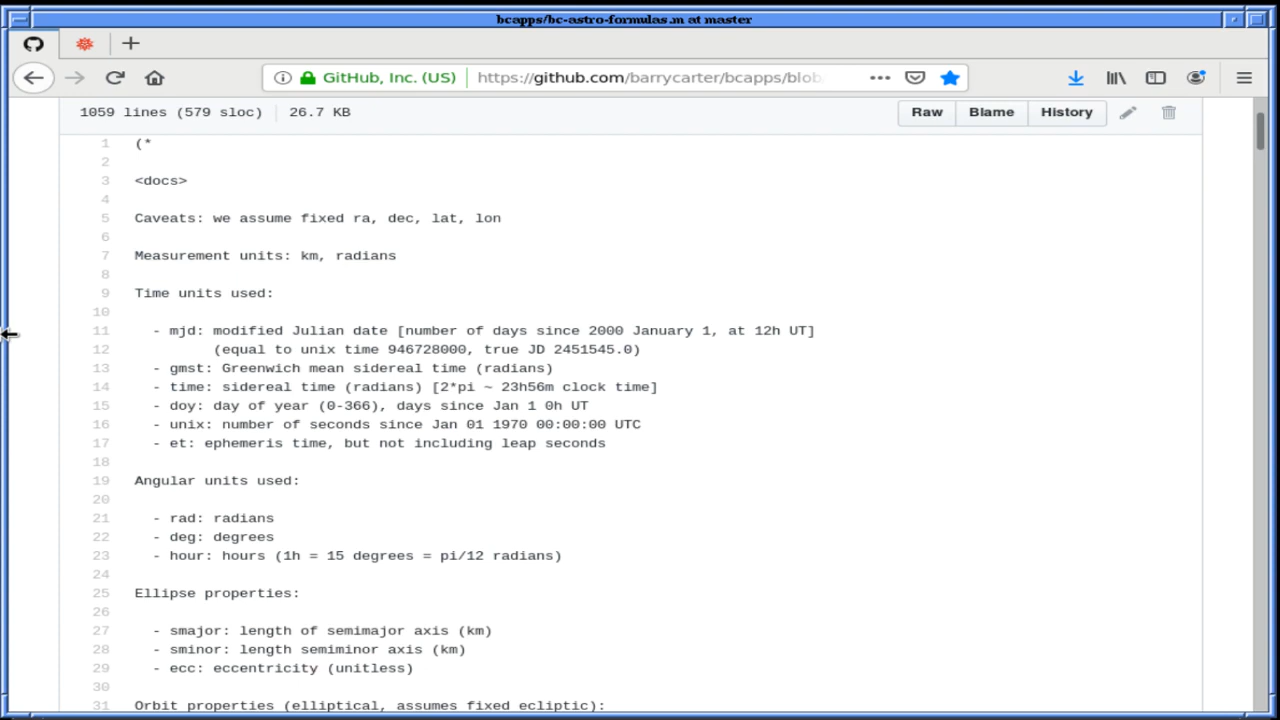 bcapps/bc-astro-formulas.m at master
GitHub, Inc. (US) https://github.com/barrycarter/bcapps/blob
1059 lines (579 sloc) 26.7 KB Raw Blame History
1 (*
2
3 <docs>
4
5 Caveats: we assume fixed ra, dec, lat, lon
6
7 Measurement units: km, radians
8
9 Time units used:
10
11 - mjd: modified Julian date [number of days since 2000 January 1, at 12h UT]
12 (equal to unix time 946728000, true JD 2451545.0)
13 - gmst: Greenwich mean sidereal time (radians)
14 - time: sidereal time (radians) [2*pi ~ 23h56m clock time]
15 - doy: day of year (0-366), days since Jan 1 0h UT
16 - unix: number of seconds since Jan 01 1970 00:00:00 UTC
17 - et: ephemeris time, but not including leap seconds
18
19 Angular units used:
20
21 - rad: radians
22 - deg: degrees
23 - hour: hours (1h = 15 degrees = pi/12 radians)
24
25 Ellipse properties:
26
27 - smajor: length of semimajor axis (km)
28 - sminor: length semiminor axis (km)
29 - ecc: eccentricity (unitless)
30
31 Orbit properties (elliptical, assumes fixed ecliptic):